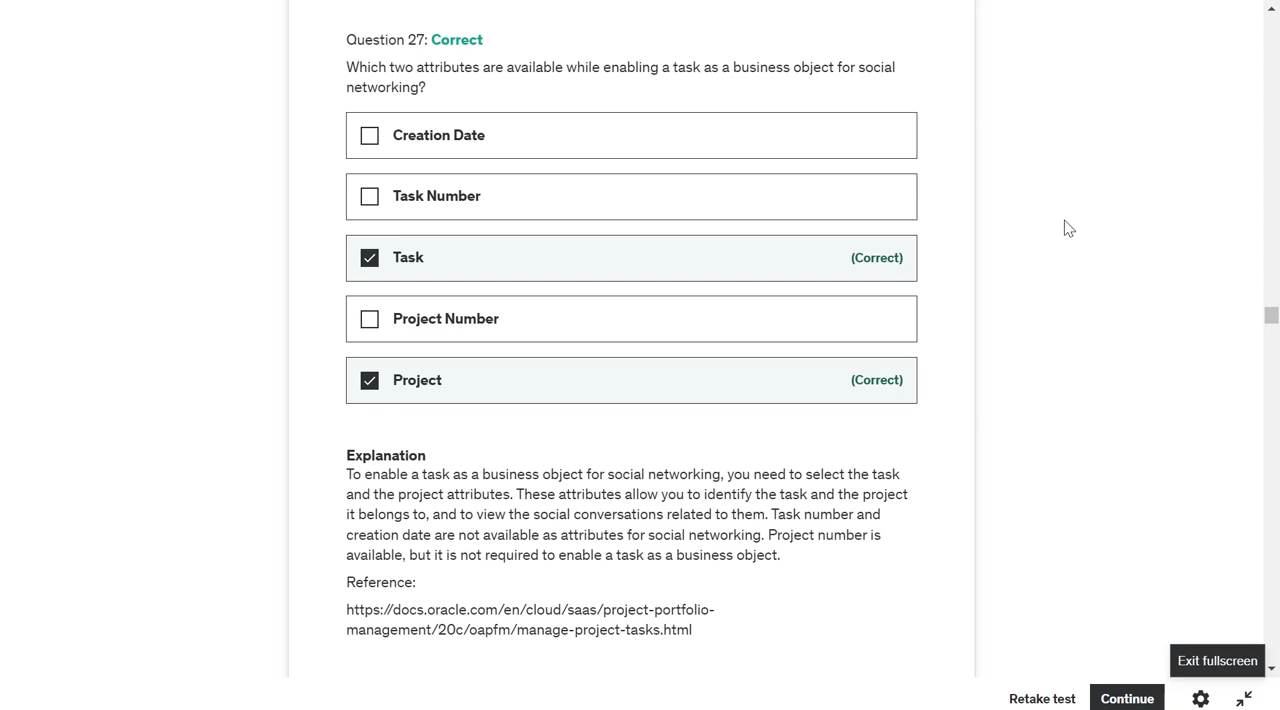 Question 27: Correct
Which two attributes are available while enabling a task as a business object for social
networking?
Creation Date
Task Number
Task (Correct)
Project Number
Project (Correct)
Explanation
To enable a task as a business object for social networking, you need to select the task
and the project attributes. These attributes allow you to identify the task and the project
it belongs to, and to view the social conversations related to them. Task number and
creation date are not available as attributes for social networking. Project number is
available, but it is not required to enable a task as a business object.
Reference:
https://docs.oracle.com/en/cloud/saas/project-portfolio-
management/20c/oapfm/manage-project-tasks.html
Exit fullscreen
Retake test Continue